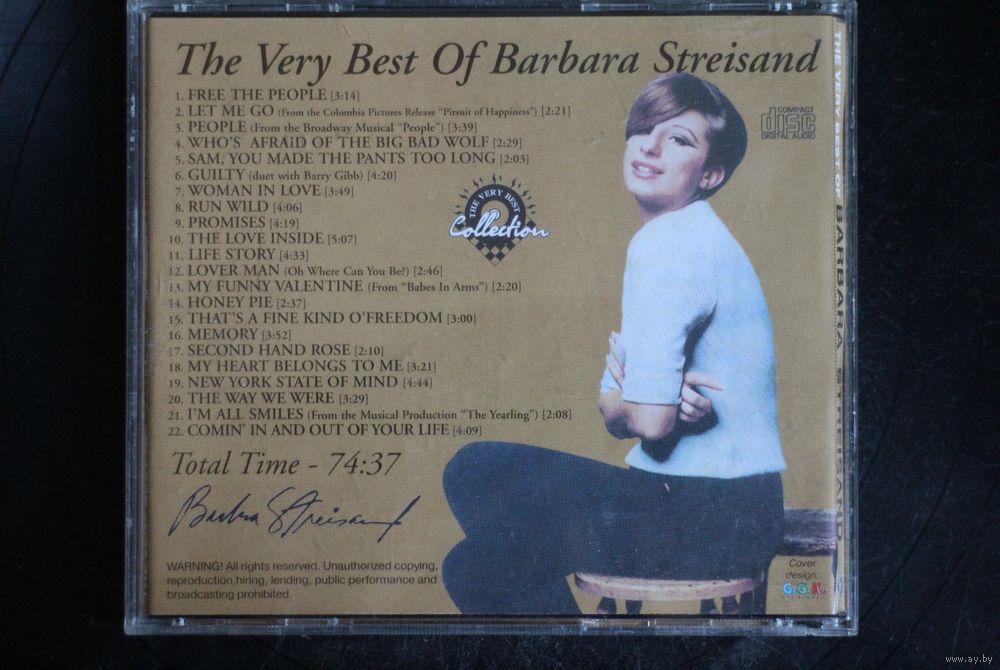 The Very Best Of Barbara Streisand
1. FREE THE PEOPLE [3:14]
2. LET ME GO (From the Colombia Pictures Release "Pirsuit of Happiness") [2:21]
3. PEOPLE (From the Broadway Musical "People") [3:39]
4. WHO'S AFRAiD OF THE BIG BAD WOLF [2:29]
5. SAM, YOU MADE THE PANTS TOO LONG [2:03]
6. GUILTY (duet with Barry Gibb) [4:20]
7. WOMAN IN LOVE [3:49]
8. RUN WILD [4:06]
9. PROMISES [4:19]
10. THE LOVE INSIDE [5:07]
11. LIFE STORY [4:33]
12. LOVER MAN (Oh Where Can You Be?) [2:46]
13. MY FUNNY VALENTINE (From "Babes In Arms") [2:20]
14. HONEY PIE [2:37]
15. THAT'S A FINE KIND O'FREEDOM [3:00]
16. MEMORY [3:52]
17. SECOND HAND ROSE [2:10]
18. MY HEART BELONGS TO ME [3:21]
19. NEW YORK STATE OF MIND [4:44]
20. THE WAY WE WERE [3:29]
21. I'M ALL SMILES (From the Musical Production "The Yearling") [2:08]
22. COMIN' IN AND OUT OF YOUR LIFE [4:09]
Total Time - 74:37
Barbra Streisand
WARNING! All rights reserved. Unauthorized copying,
reproduction,hiring, lending, public performance and
broadcasting prohibited.
THE VERY BEST
Collection
COMPACT
disc
DIGITAL AUDIO
THE VERY BEST OF BARBARA STREISAND
Cover
design:
www.ay.by